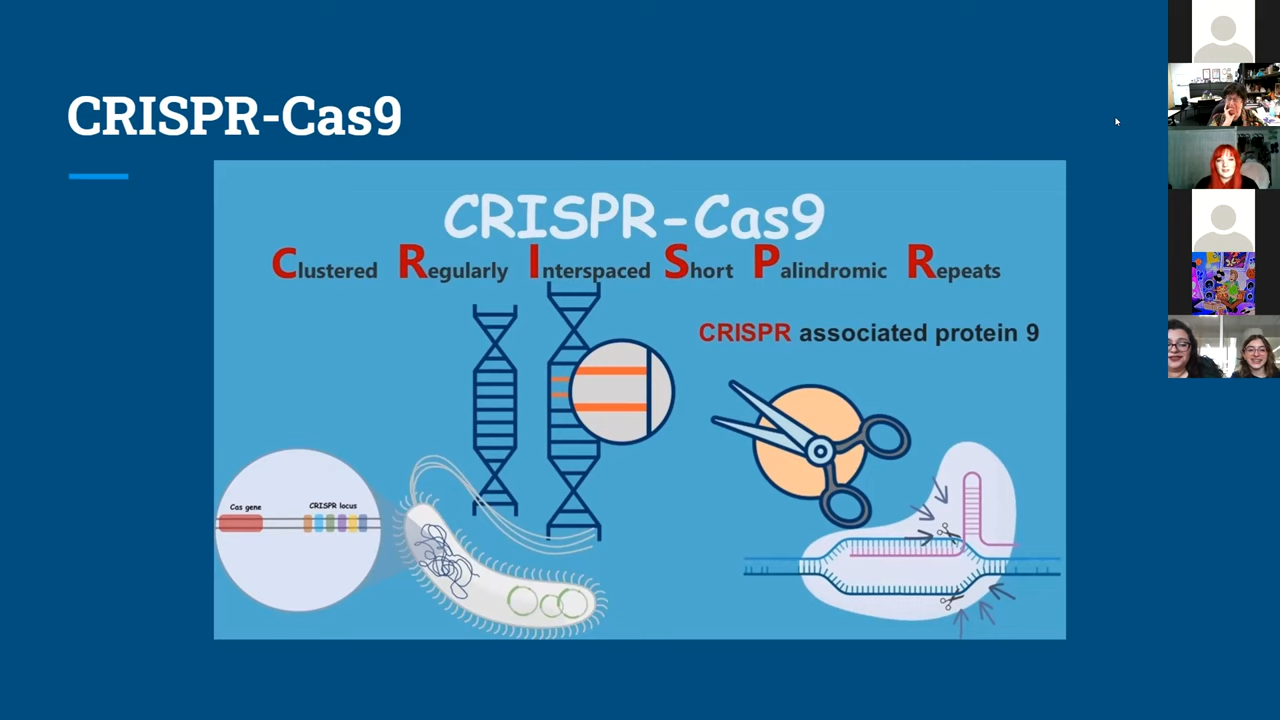 CRISPR-Cas9
CRISPR-Cas9
Clustered Regularly Interspaced Short Palindromic Repeats
CRISPR associated protein 9
Cas gene
CRISPR locus